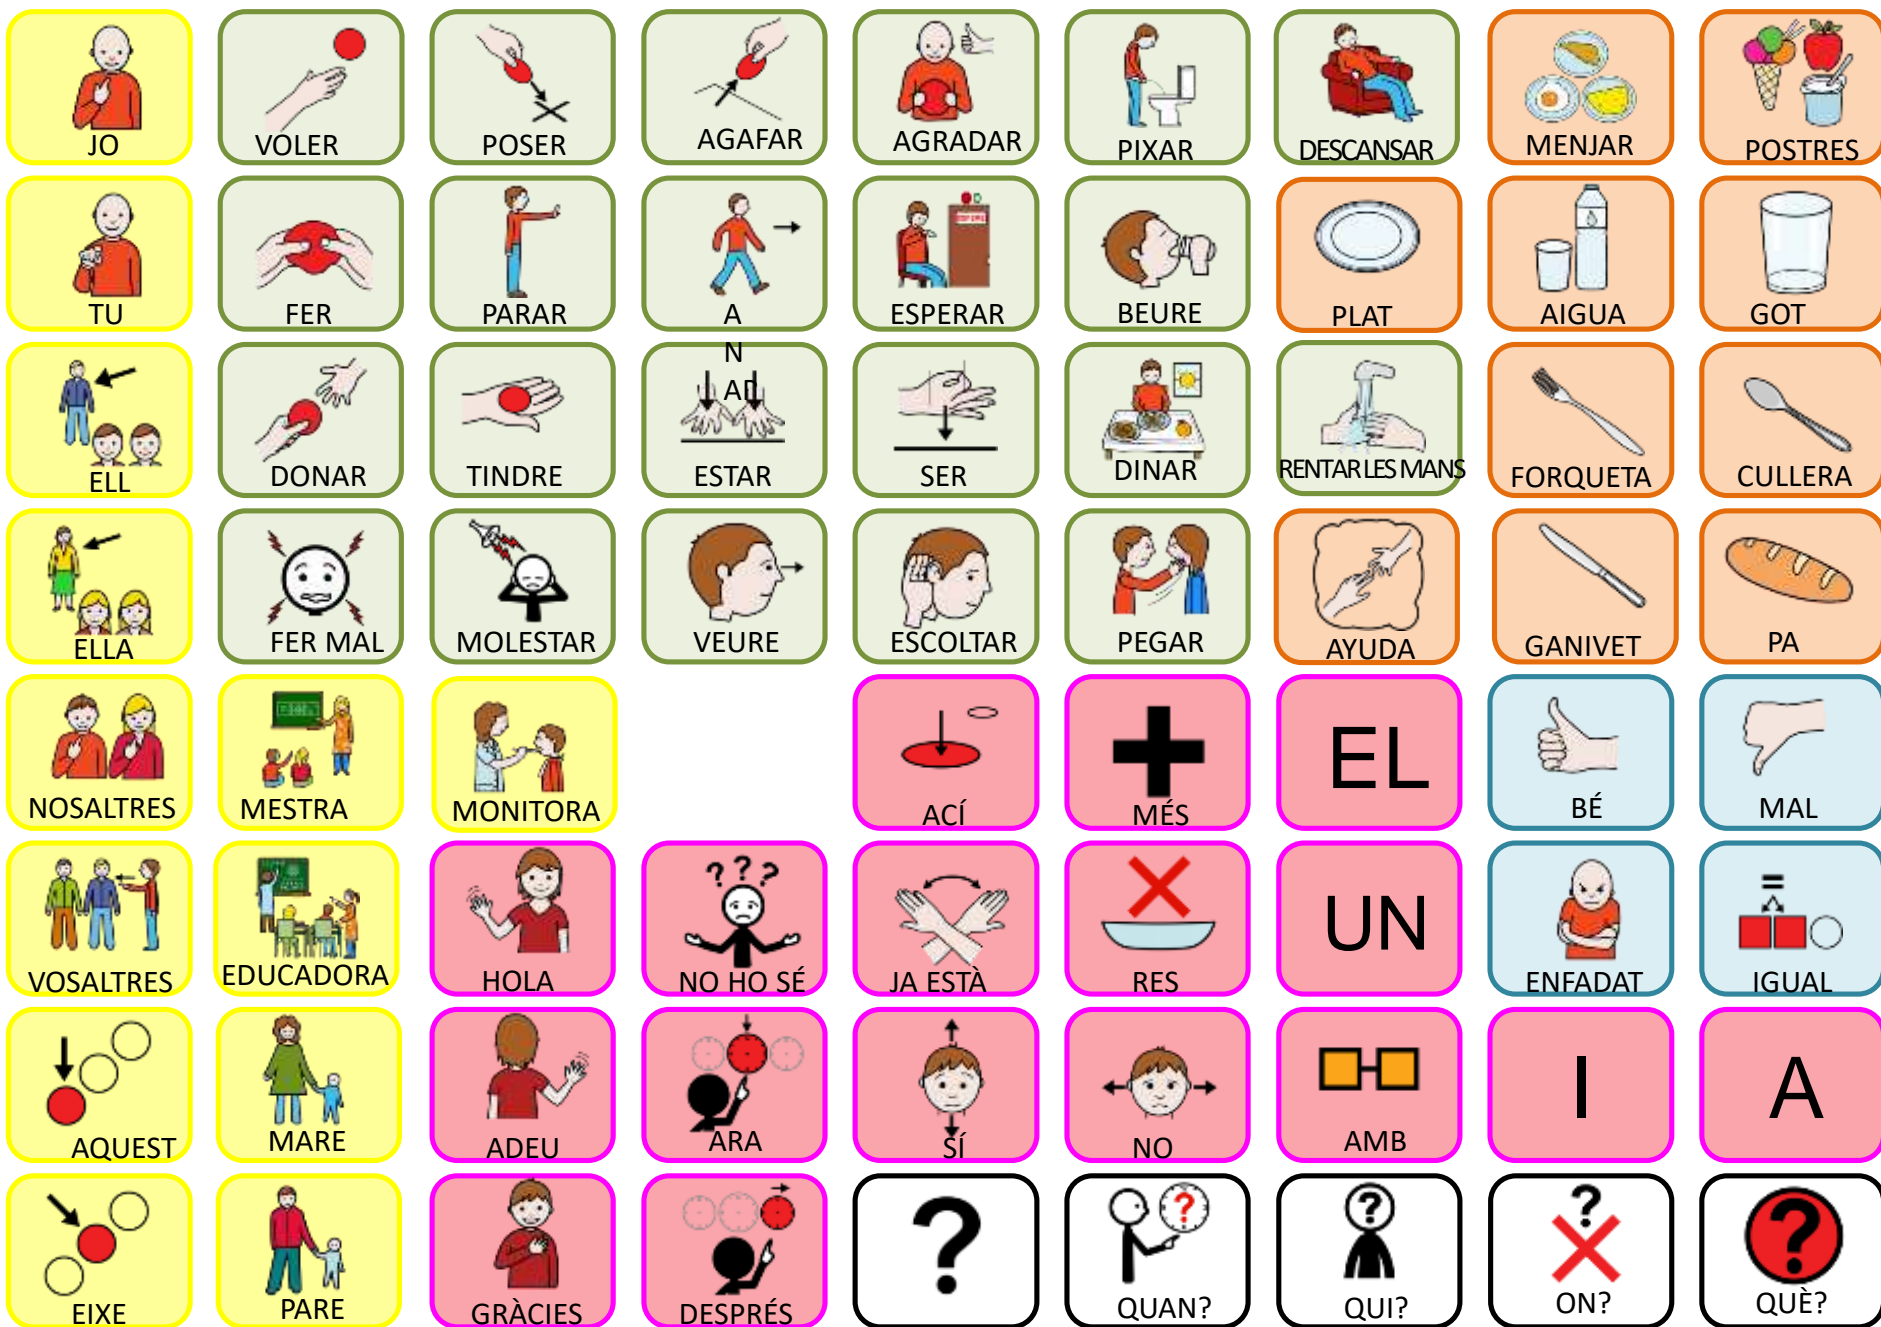 JO
VOLER
POSER
AGAFAR
AGRADAR
PIXAR
DESCANSAR
MENJAR
POSTRES
TU
FER
PARAR
A
N
AD
ESPERAR
BEURE
PLAT
AIGUA
GOT
ELL
DONAR
TINDRE
ESTAR
SER
DINAR
RENTAR LES MANS
FORQUETA
CULLERA
ELLA
FER MAL
MOLESTAR
VEURE
ESCOLTAR
PEGAR
AYUDA
GANIVET
PA
NOSALTRES
MESTRA
MONITORA
ACÍ
MÉS
EL
BÉ
MAL
VOSALTRES
EDUCADORA
HOLA
? ? ?
NO HO SÉ
JA ESTÀ
RES
UN
ENFADAT
=
IGUAL
AQUEST
MARE
ADEU
ARA
SÍ
NO
AMB
I
A
EIXE
PARE
GRÀCIES
DESPRÉS
?
?
QUAN?
?
QUI?
?
ON?
?
QUÈ?